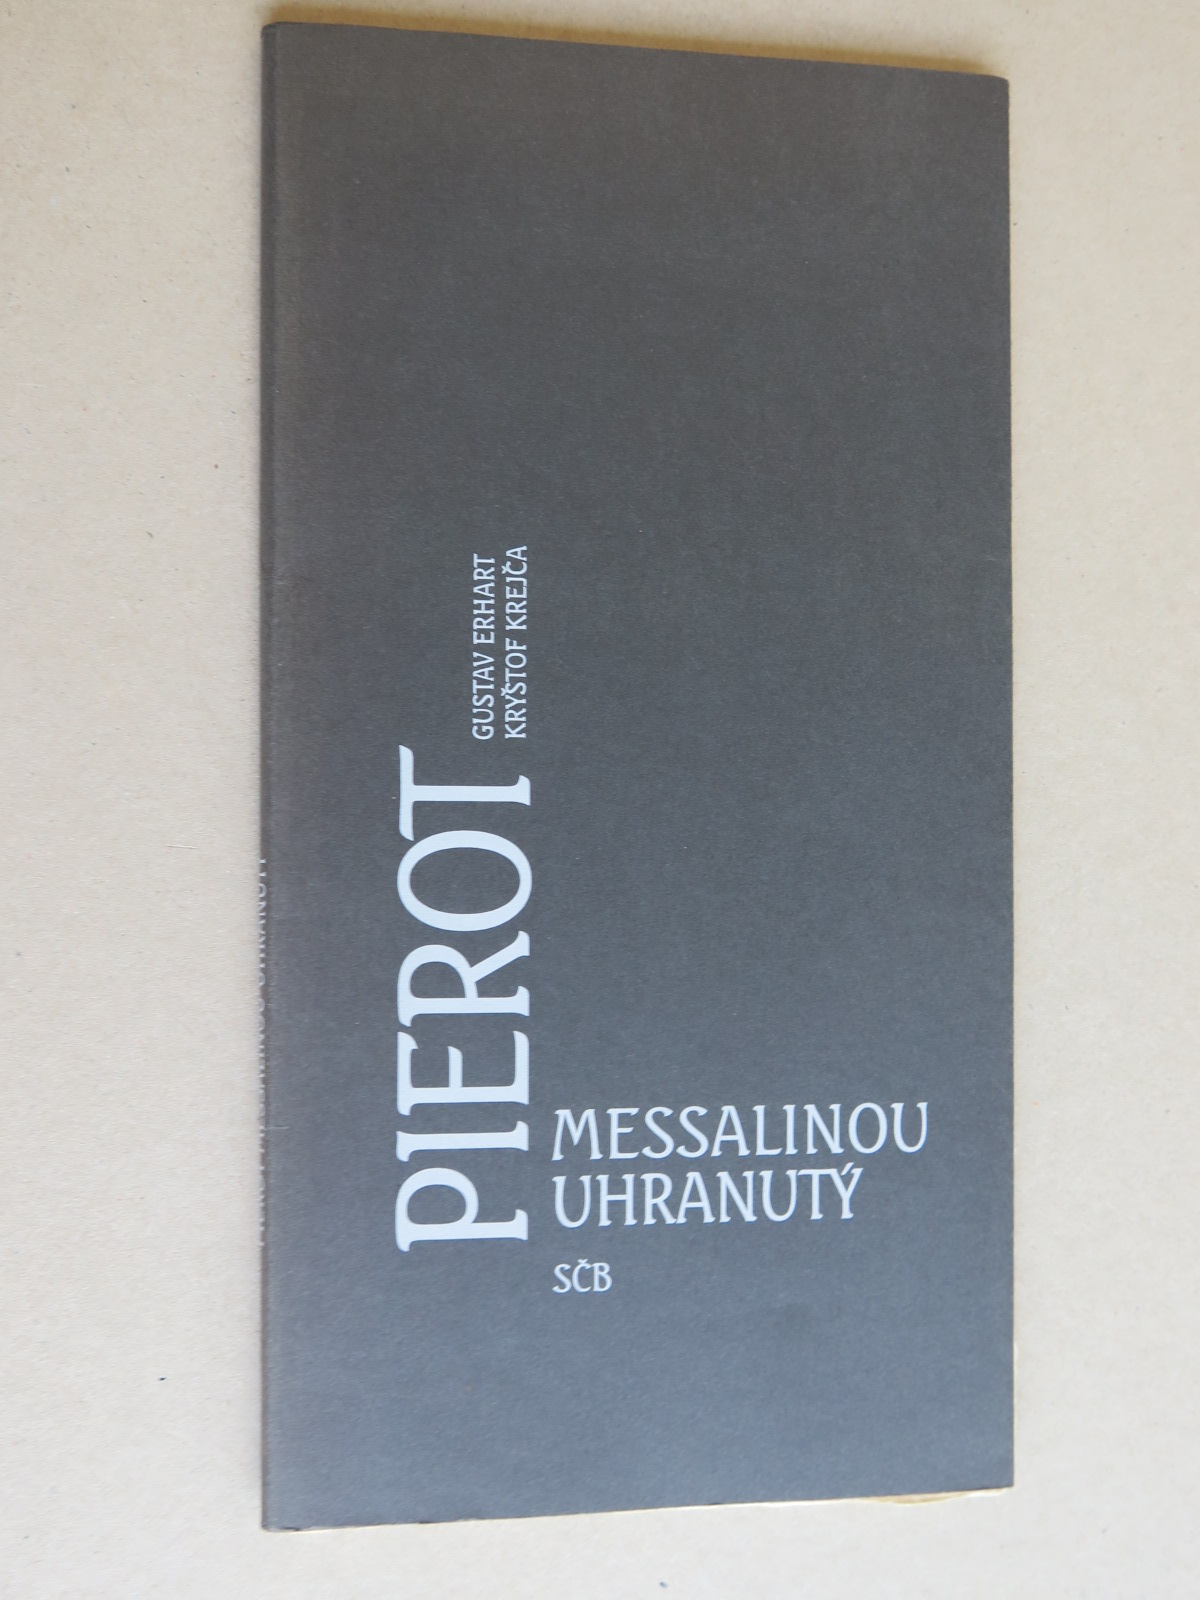 PIEROT
GUSTAV ERHART
KRYŠTOF KREJČA
MESSALINOU
UHRANUTÝ
SČB